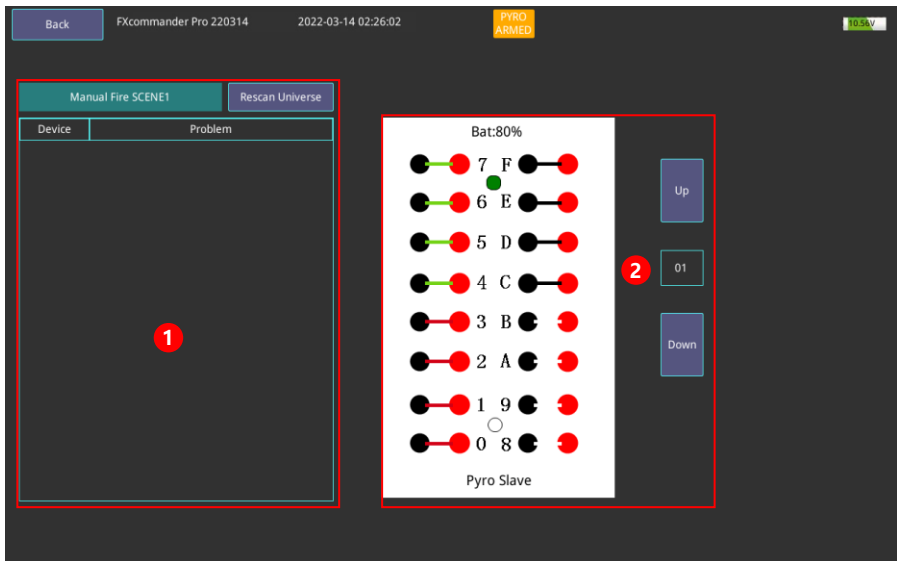 Back
FXcommander Pro 220314
2022-03-14 02:26:02
PYRO
ARMED
10.56V
Manual Fire SCENE1
Rescan Universe
Device
Problem
1
Bat:80%
7 F
6 E
5 D
4 C
3 B
2 A
1 9
0 8
Pyro Slave
Up
2
01
Down